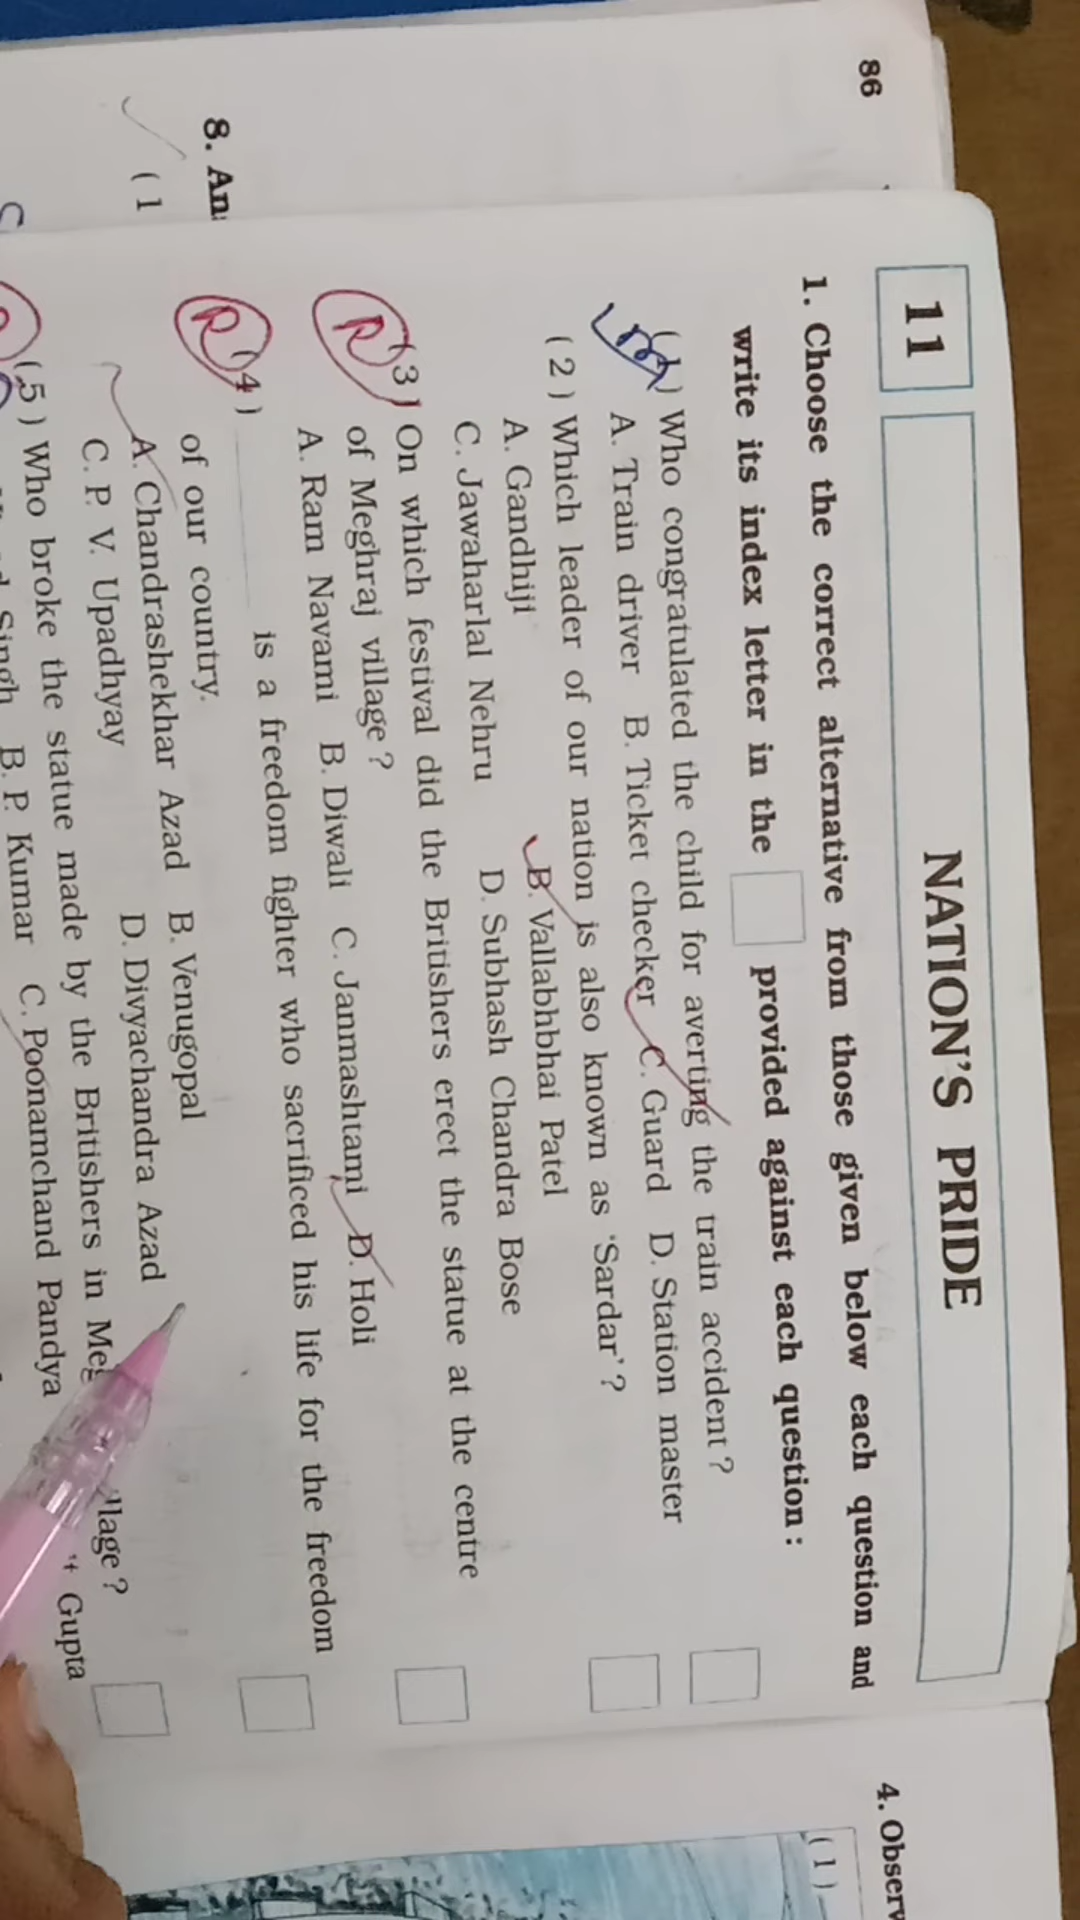 86
8. An
(1
11
NATION'S PRIDE
1. Choose the correct alternative from those given below each question and
write its index letter in the provided against each question :
(1) Who congratulated the child for averting the train accident ?
A. Train driver B. Ticket checker C. Guard D. Station master
(2) Which leader of our nation is also known as 'Sardar' ?
A. Gandhiji B. Vallabhbhai Patel
C. Jawaharlal Nehru D. Subhash Chandra Bose
(3) On which festival did the Britishers erect the statue at the centre
of Meghraj village ?
A. Ram Navami B. Diwali C. Janmashtami D. Holi
R
(4) is a freedom fighter who sacrificed his life for the freedom
of our country.
A. Chandrashekhar Azad B. Venugopal
C. P. V. Upadhyay D. Divyachandra Azad
R
(5) Who broke the statue made by the Britishers in Meg llage ?
Singh B. P. Kumar C. Poonamchand Pandya Gupta
4. Observ
(1)